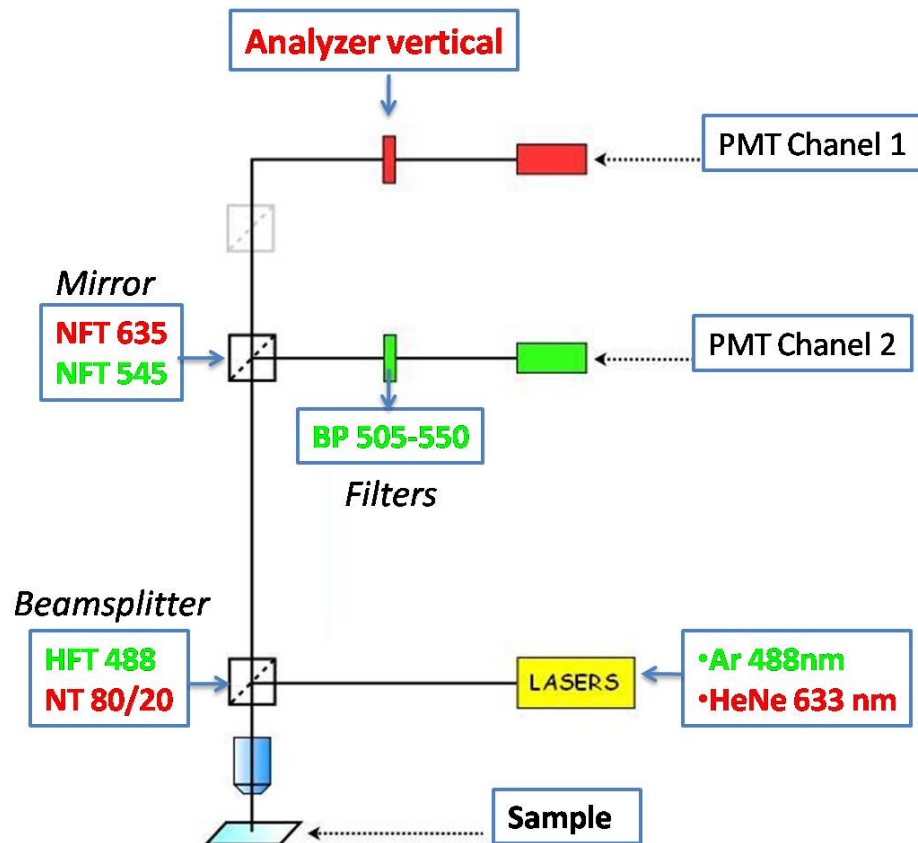 Analyzer vertical
PMT Chanel 1
Mirror
NFT 635
NFT 545
PMT Chanel 2
BP 505-550
Filters
Beamsplitter
HFT 488
NT 80/20
LASERS
•Ar 488nm
•HeNe 633 nm
Sample